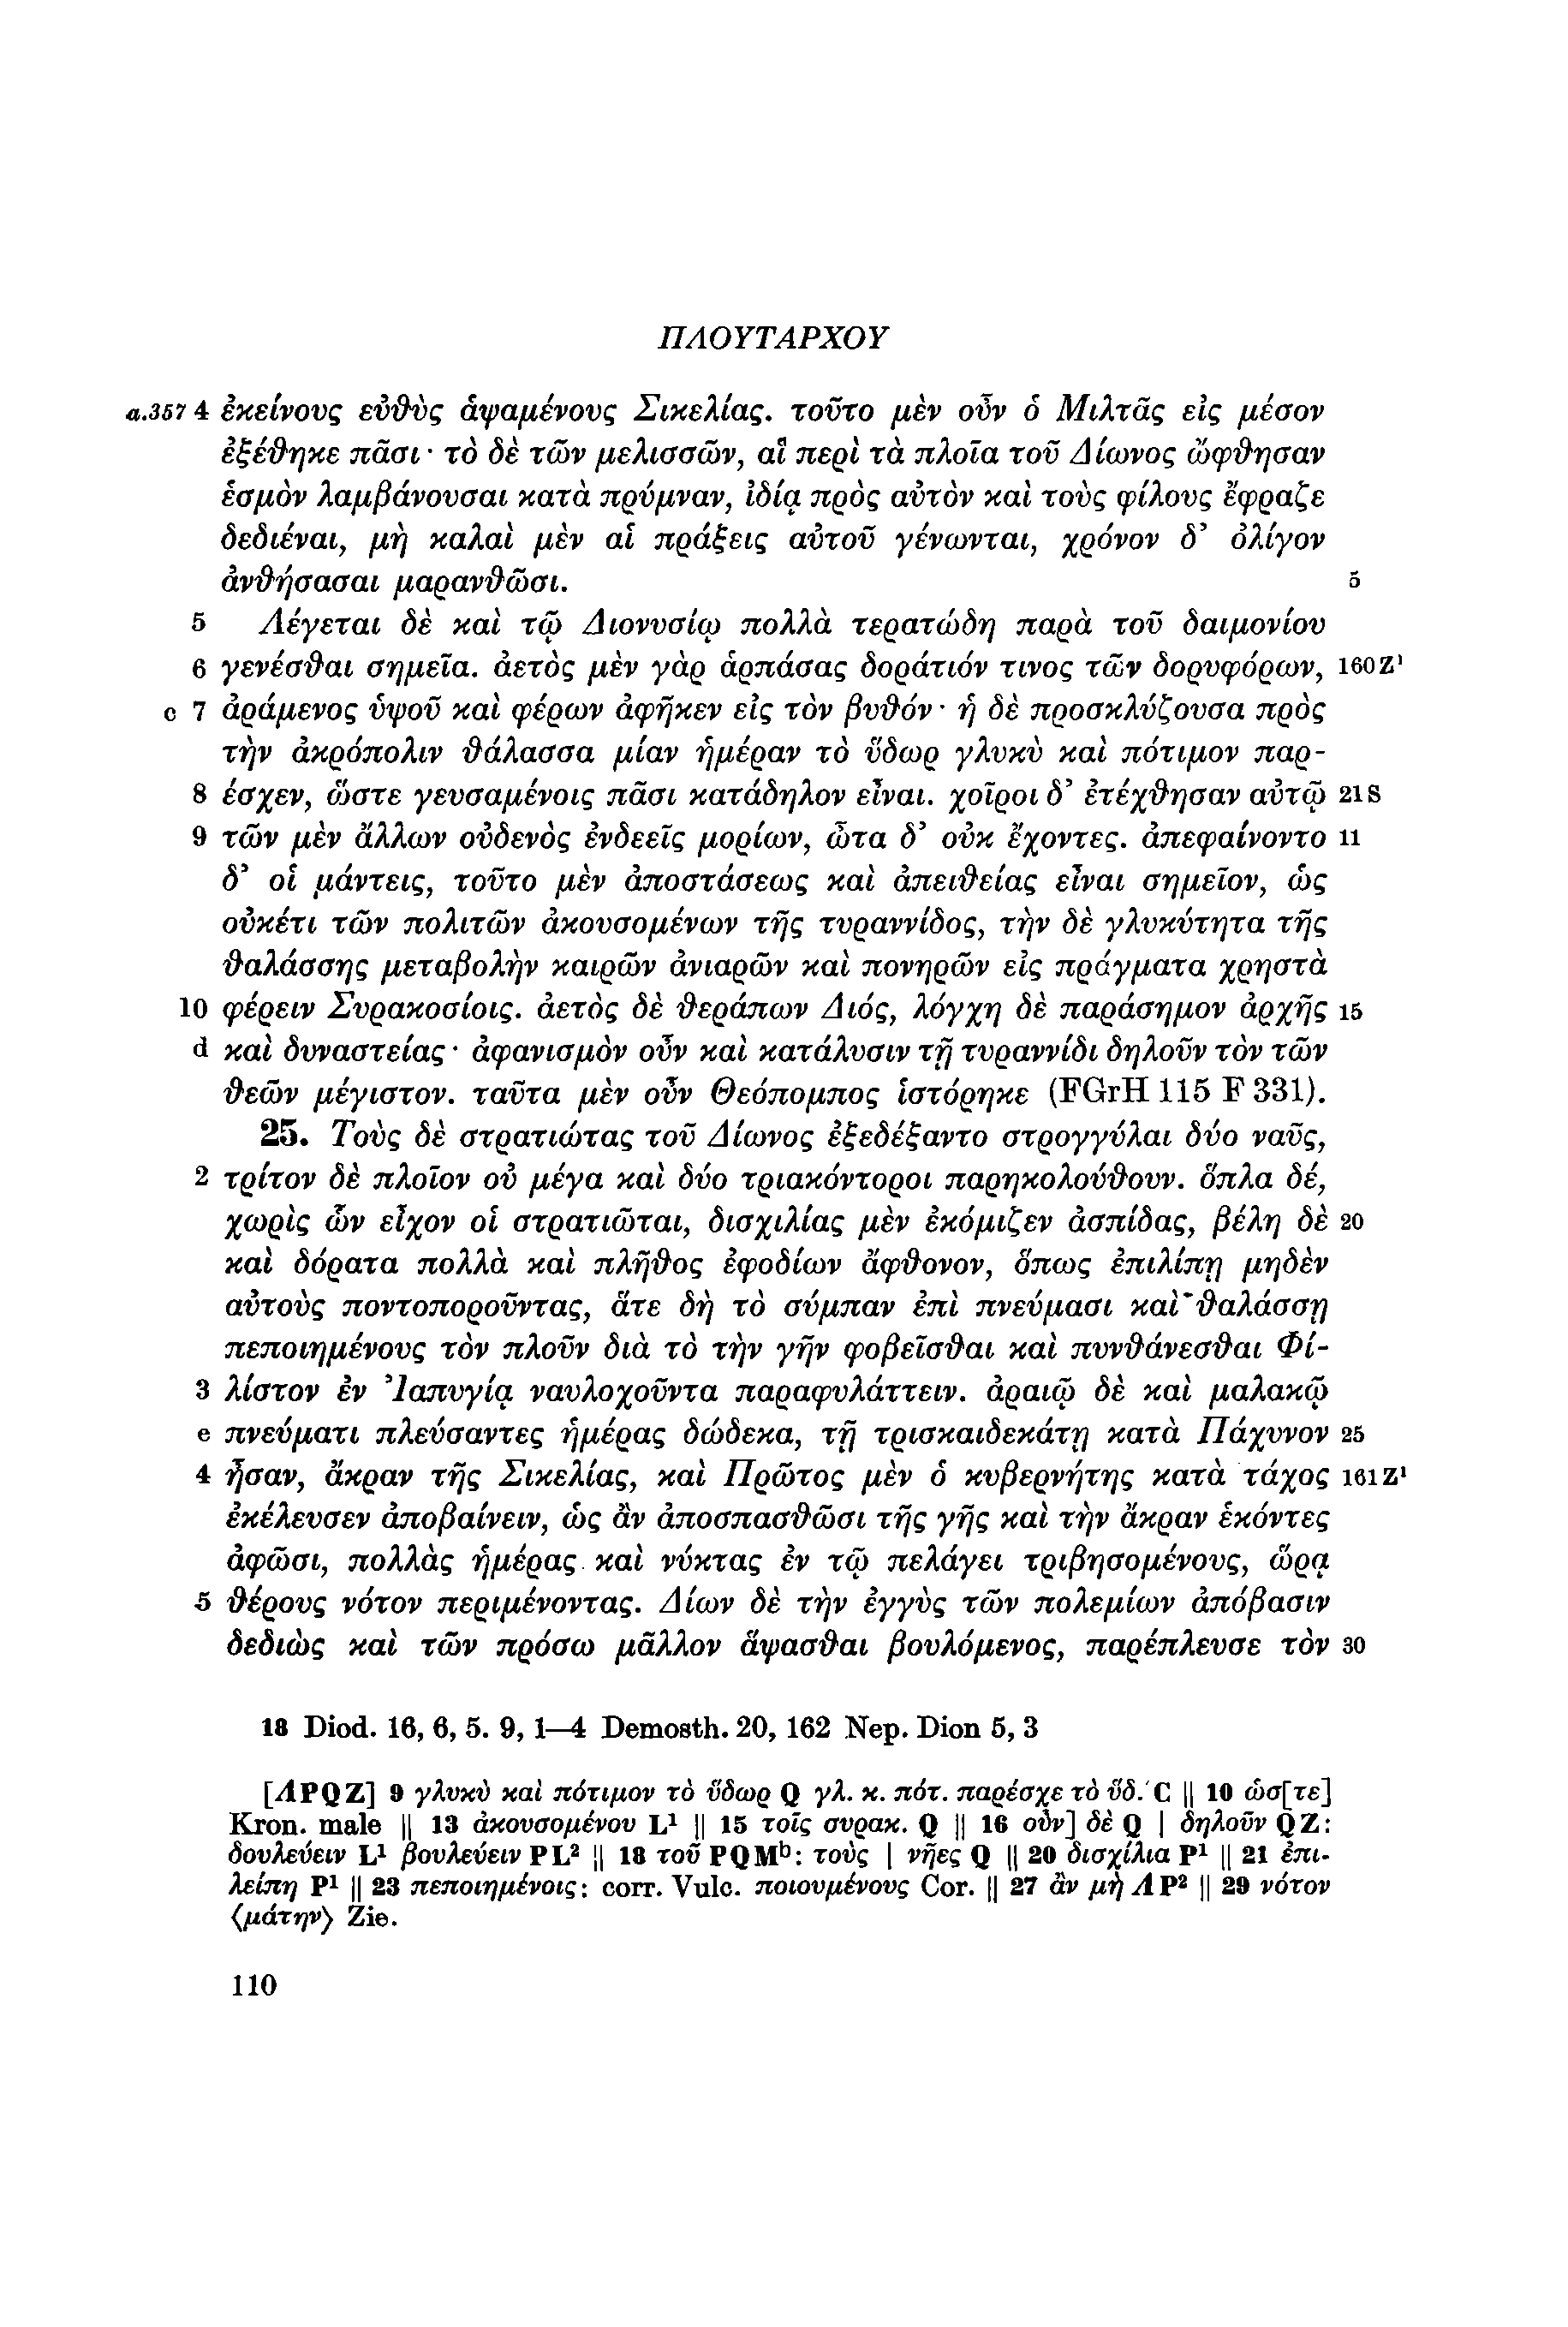 ΠΛΟΥΤΑΡΧΟΥ
a.357 4 ἐκείνους εὐθὺς ἁψαμένους Σικελίας. τοῦτο μὲν οὖν ὁ Μιλτᾶς εἰς μέσον
ἐξέθηκε πᾶσι· τὸ δὲ τῶν μελισσῶν, αἳ περὶ τὰ πλοῖα τοῦ Δίωνος ὤφθησαν
ἑσμὸν λαμβάνουσαι κατὰ πρύμναν, ἰδίᾳ πρὸς αὐτὸν καὶ τοὺς φίλους ἔφραζε
δεδιέναι, μὴ καλαὶ μὲν αἱ πράξεις αὐτοῦ γένωνται, χρόνον δ’ ὀλίγον
ἀνθήσασαι μαρανθῶσι. 5
5 Λέγεται δὲ καὶ τῷ Διονυσίῳ πολλὰ τερατώδη παρὰ τοῦ δαιμονίου
6 γενέσθαι σημεῖα. ἀετὸς μὲν γὰρ ἁρπάσας δοράτιόν τινος τῶν δορυφόρων, 160Z¹
c 7 ἀράμενος ὑψοῦ καὶ φέρων ἀφῆκεν εἰς τὸν βυθόν· ἡ δὲ προσκλύζουσα πρὸς
τὴν ἀκρόπολιν θάλασσα μίαν ἡμέραν τὸ ὕδωρ γλυκὺ καὶ πότιμον παρ-
8 έσχεν, ὥστε γευσαμένοις πᾶσι κατάδηλον εἶναι. χοῖροι δ’ ἐτέχθησαν αὐτῷ 21S
9 τῶν μὲν ἄλλων οὐδενὸς ἐνδεεῖς μορίων, ὦτα δ’ οὐκ ἔχοντες. ἀπεφαίνοντο 11
δ’ οἱ μάντεις, τοῦτο μὲν ἀποστάσεως καὶ ἀπειθείας εἶναι σημεῖον, ὡς
οὐκέτι τῶν πολιτῶν ἀκουσομένων τῆς τυραννίδος, τὴν δὲ γλυκύτητα τῆς
θαλάσσης μεταβολὴν καιρῶν ἀνιαρῶν καὶ πονηρῶν εἰς πράγματα χρηστὰ
10 φέρειν Συρακοσίοις. ἀετὸς δὲ θεράπων Διός, λόγχη δὲ παράσημον ἀρχῆς 15
d καὶ δυναστείας· ἀφανισμὸν οὖν καὶ κατάλυσιν τῇ τυραννίδι δηλοῦν τὸν τῶν
θεῶν μέγιστον. ταῦτα μὲν οὖν Θεόπομπος ἱστόρηκε (FGrH 115 F 331).
25. Τοὺς δὲ στρατιώτας τοῦ Δίωνος ἐξεδέξαντο στρογγύλαι δύο ναῦς,
2 τρίτον δὲ πλοῖον οὐ μέγα καὶ δύο τριακόντοροι παρηκολούθουν. ὅπλα δέ,
χωρὶς ὧν εἶχον οἱ στρατιῶται, δισχιλίας μὲν ἐκόμιζεν ἀσπίδας, βέλη δὲ 20
καὶ δόρατα πολλὰ καὶ πλῆθος ἐφοδίων ἄφθονον, ὅπως ἐπιλίπῃ μηδὲν
αὐτοὺς ποντοποροῦντας, ἅτε δὴ τὸ σύμπαν ἐπὶ πνεύμασι καὶ θαλάσσῃ
πεποιημένους τὸν πλοῦν διὰ τὸ τὴν γῆν φοβεῖσθαι καὶ πυνθάνεσθαι Φί-
3 λίστον ἐν Ἰαπυγίᾳ ναυλοχοῦντα παραφυλάττειν. ἀραιῷ δὲ καὶ μαλακῷ
e πνεύματι πλεύσαντες ἡμέρας δώδεκα, τῇ τρισκαιδεκάτῃ κατὰ Πάχυνον 25
4 ἦσαν, ἄκραν τῆς Σικελίας, καὶ Πρῶτος μὲν ὁ κυβερνήτης κατὰ τάχος 161Z¹
ἐκέλευσεν ἀποβαίνειν, ὡς ἂν ἀποσπασθῶσι τῆς γῆς καὶ τὴν ἄκραν ἑκόντες
ἀφῶσι, πολλὰς ἡμέρας καὶ νύκτας ἐν τῷ πελάγει τριβησομένους, ὥρᾳ
5 θέρους νότον περιμένοντας. Δίων δὲ τὴν ἐγγὺς τῶν πολεμίων ἀπόβασιν
δεδιὼς καὶ τῶν πρόσω μᾶλλον ἅψασθαι βουλόμενος, παρέπλευσε τὸν 30
18 Diod. 16, 6, 5. 9, 1—4 Demosth. 20, 162 Nep. Dion 5, 3
[ΛPQZ] 9 γλυκὺ καὶ πότιμον τὸ ὕδωρ Q γλ. κ. πότ. παρέσχε τὸ ὕδ. C || 10 ὡσ[τε]
Kron. male || 13 ἀκουσομένου L¹ || 15 τοῖς συρακ. Q || 16 οὖν] δὲ Q | δηλοῦν QZ:
δουλεύειν L¹ βουλεύειν PL² || 18 τοῦ PQMᵇ: τοὺς | νῆες Q || 20 δισχίλια P¹ || 21 ἐπι-
λείπῃ P¹ || 23 πεποιημένοις: corr. Vulc. ποιουμένους Cor. || 27 ἂν μὴ ΛP² || 29 νότον
⟨μάτην⟩ Zie.
110